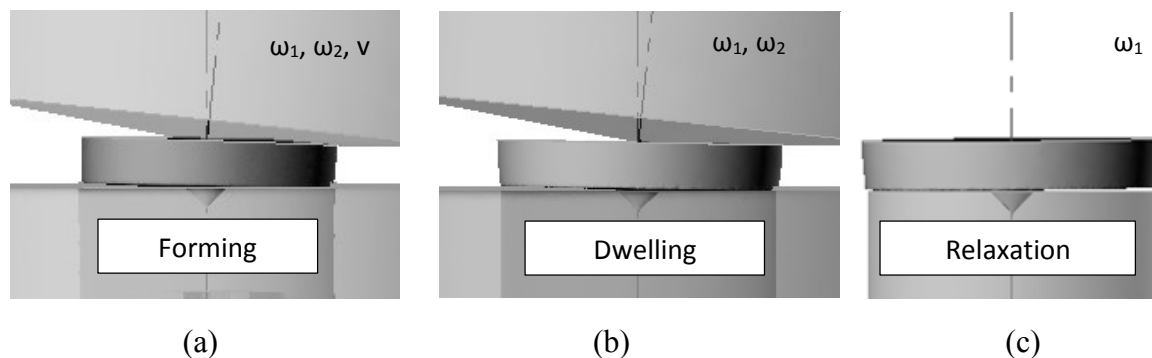 ω₁, ω₂, v
ω₁, ω₂
ω₁
Forming
Dwelling
Relaxation
(a)
(b)
(c)